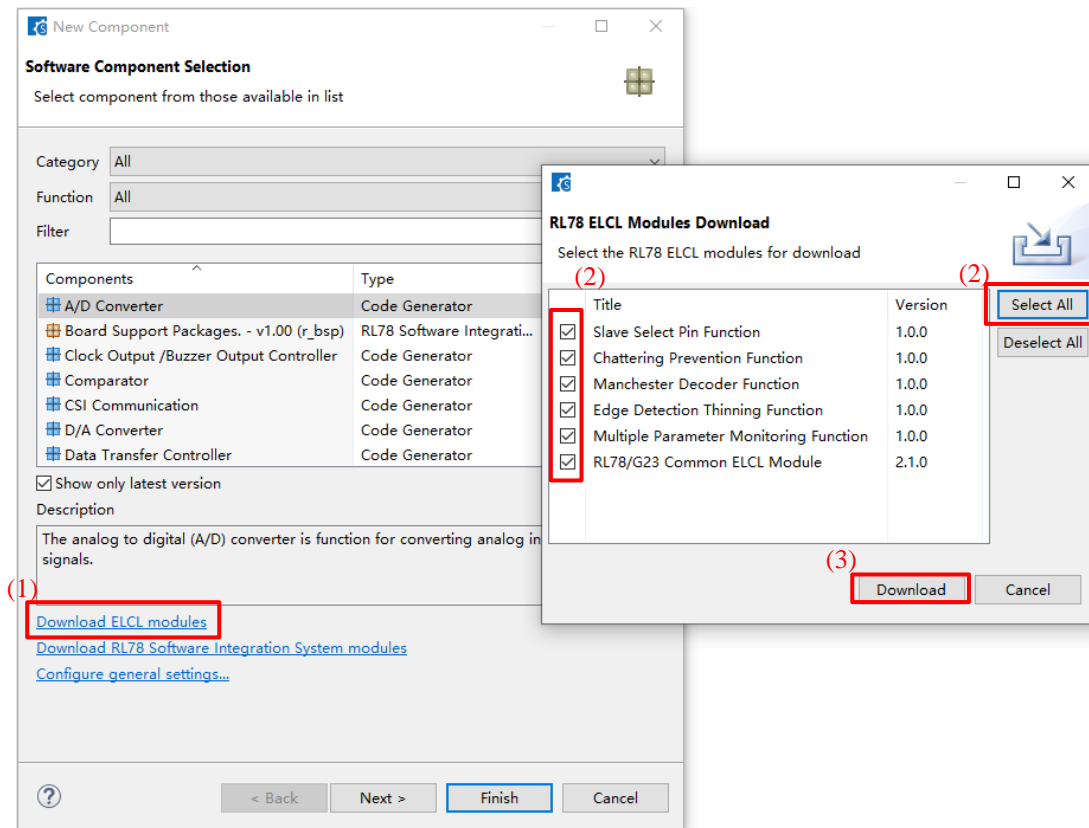 New Component
Software Component Selection
Select component from those available in list
Category All
Function All
Filter
Components Type
A/D Converter Code Generator
Board Support Packages. - v1.00 (r_bsp) RL78 Software Integrati...
Clock Output /Buzzer Output Controller Code Generator
Comparator Code Generator
CSI Communication Code Generator
D/A Converter Code Generator
Data Transfer Controller Code Generator
Show only latest version
Description
The analog to digital (A/D) converter is function for converting analog in
signals.
(1)
Download ELCL modules
Download RL78 Software Integration System modules
Configure general settings...
< Back Next > Finish Cancel
RL78 ELCL Modules Download
Select the RL78 ELCL modules for download
(2) (2)
Title Version Select All
Slave Select Pin Function 1.0.0
Deselect All
Chattering Prevention Function 1.0.0
Manchester Decoder Function 1.0.0
Edge Detection Thinning Function 1.0.0
Multiple Parameter Monitoring Function 1.0.0
RL78/G23 Common ELCL Module 2.1.0
(3)
Download Cancel